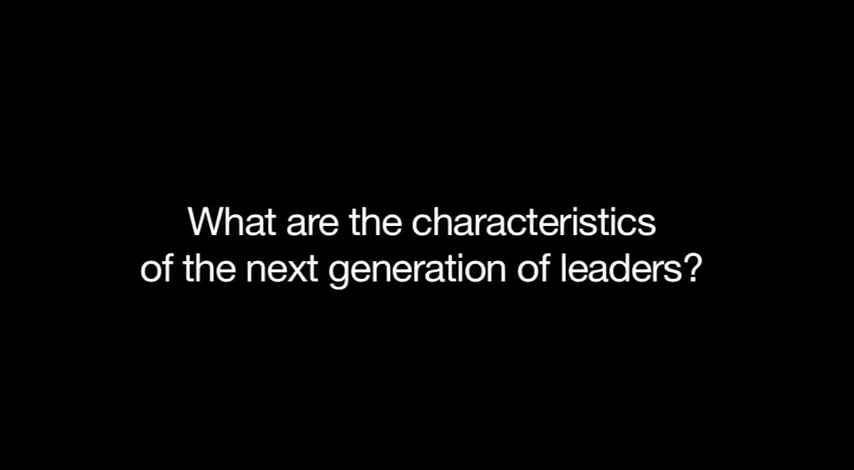 What are the characteristics
of the next generation of leaders?